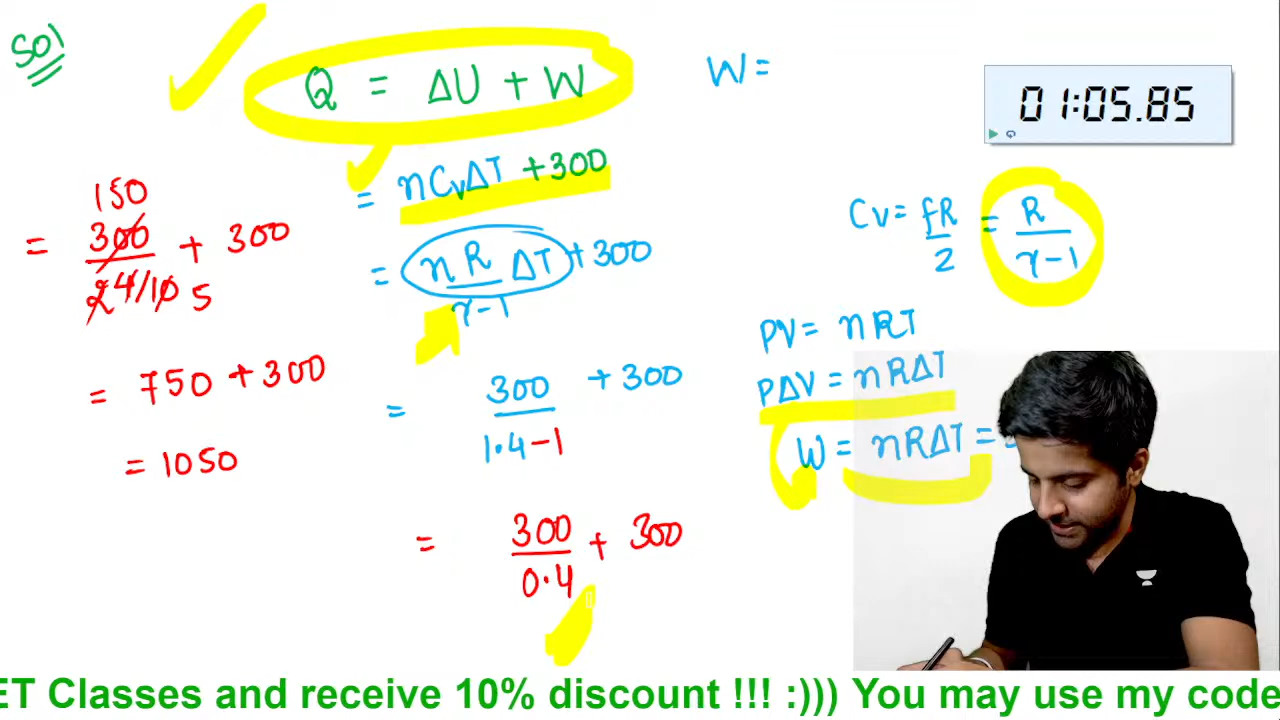 Sol
Q = ΔU + W
W =
01:05.85
= nCvΔT + 300
= nR/γ-1 ΔT + 300
= 300/1.4-1 + 300
= 300/0.4 + 300
150
= 300/4/10 + 300
2 5
= 750 + 300
= 1050
Cv = fR/2 = R/γ-1
PV = nRT
PΔV = nRΔT
W = nRΔT =
ET Classes and receive 10% discount !!! :))) You may use my code